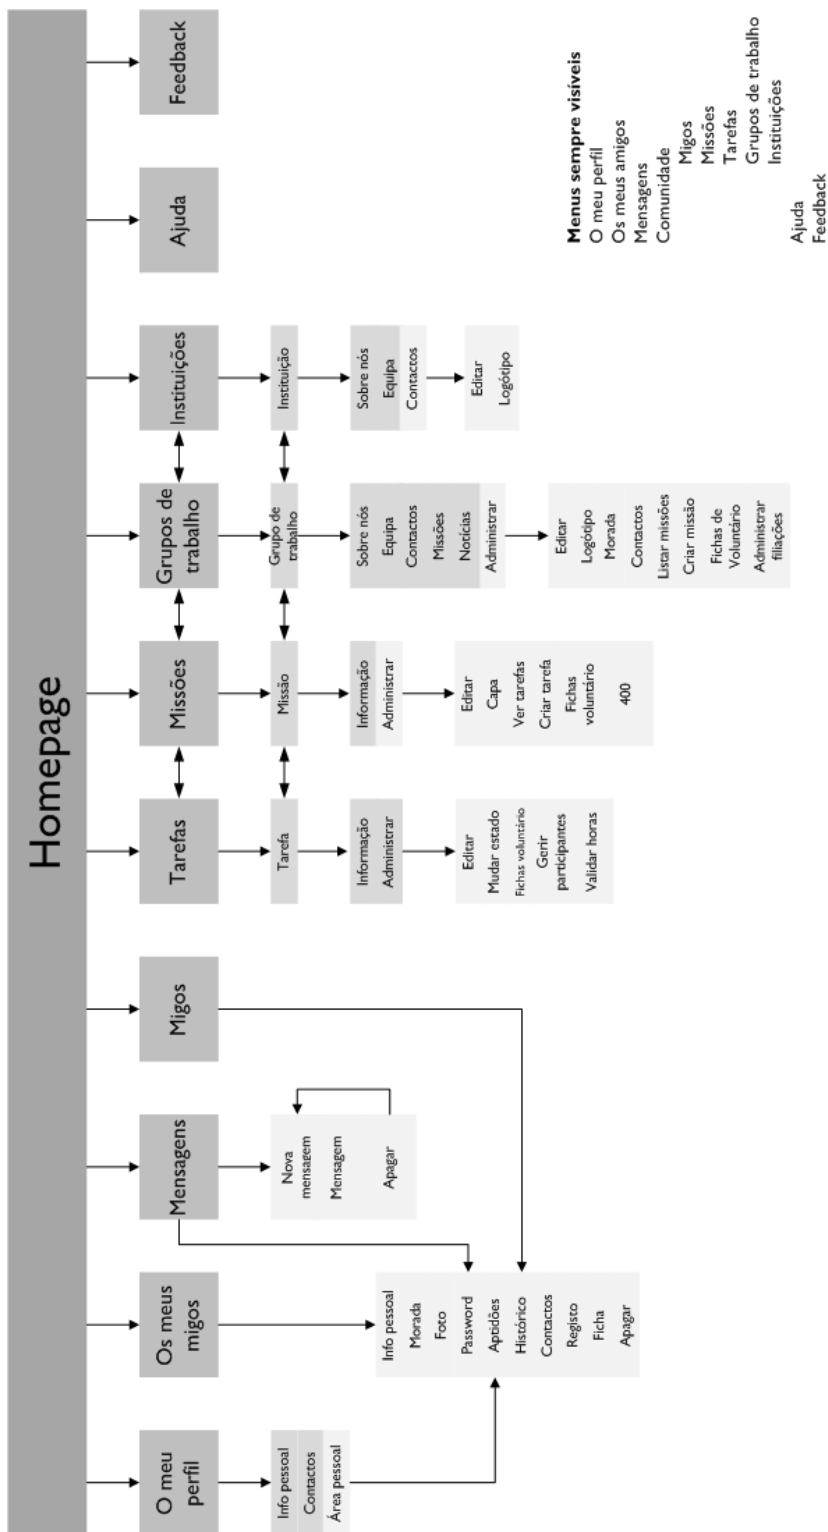 Homepage
O meu
perfil
Info pessoal
Contactos
Área pessoal
Os meus
migos
Info pessoal
Morada
Foto
Password
Aptidões
Histórico
Contactos
Registo
Ficha
Apagar
Mensagens
Nova
mensagem
Mensagem
Apagar
Migos
Tarefas
Tarefa
Informação
Administrar
Editar
Mudar estado
Fichas voluntário
Gerir
participantes
Validar horas
Missões
Missão
Informação
Administrar
Editar
Capa
Ver tarefas
Criar tarefa
Fichas
voluntário
400
Grupos de
trabalho
Grupo de
trabalho
Sobre nós
Equipa
Contactos
Missões
Notícias
Administrar
Editar
Logótipo
Morada
Contactos
Listar missões
Criar missão
Fichas de
Voluntário
Administrar
filiações
Instituições
Instituição
Sobre nós
Equipa
Contactos
Editar
Logótipo
Ajuda
Feedback
Menus sempre visíveis
O meu perfil
Os meus amigos
Mensagens
Comunidade
Migos
Missões
Tarefas
Grupos de trabalho
Instituições
Ajuda
Feedback